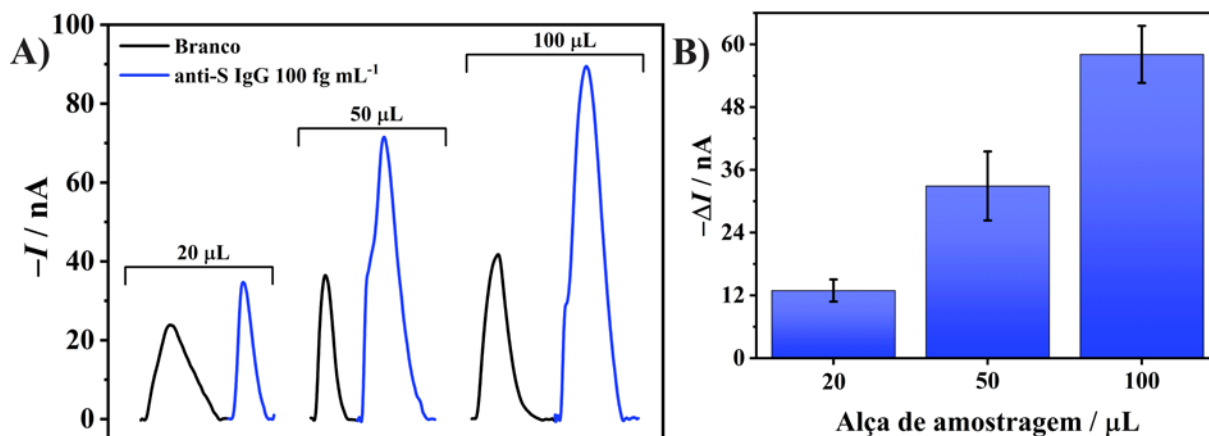 A)
−I / nA
100
80
60
40
20
0
Branco
anti-S IgG 100 fg mL⁻¹
20 μL
50 μL
100 μL
B)
−ΔI / nA
60
48
36
24
12
0
20 50 100
Alça de amostragem / μL